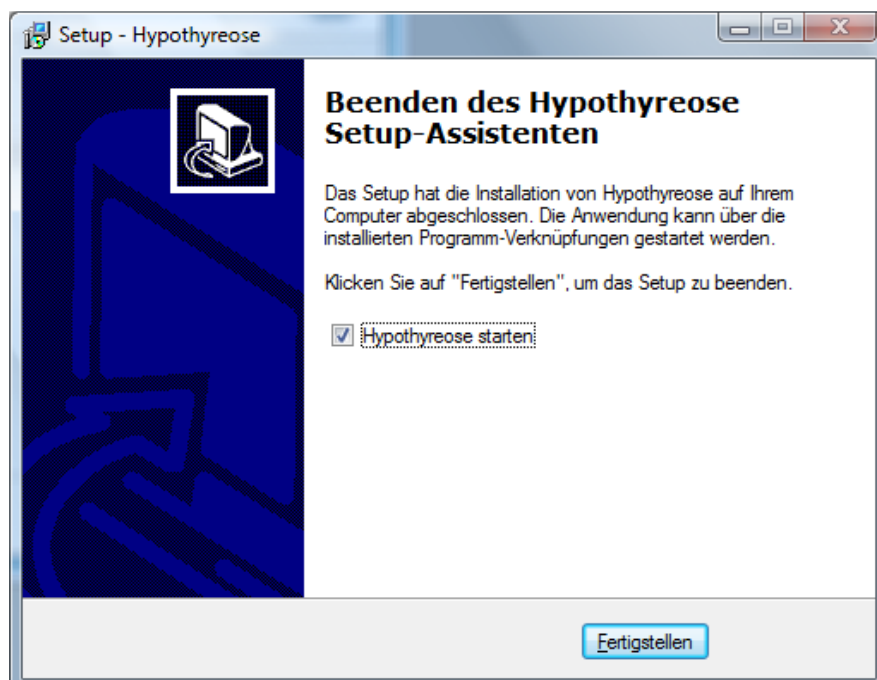 Setup - Hypothyreose
Beenden des Hypothyreose
Setup-Assistenten
Das Setup hat die Installation von Hypothyreose auf Ihrem
Computer abgeschlossen. Die Anwendung kann über die
installierten Programm-Verknüpfungen gestartet werden.
Klicken Sie auf "Fertigstellen", um das Setup zu beenden.
Hypothyreose starten
Fertigstellen